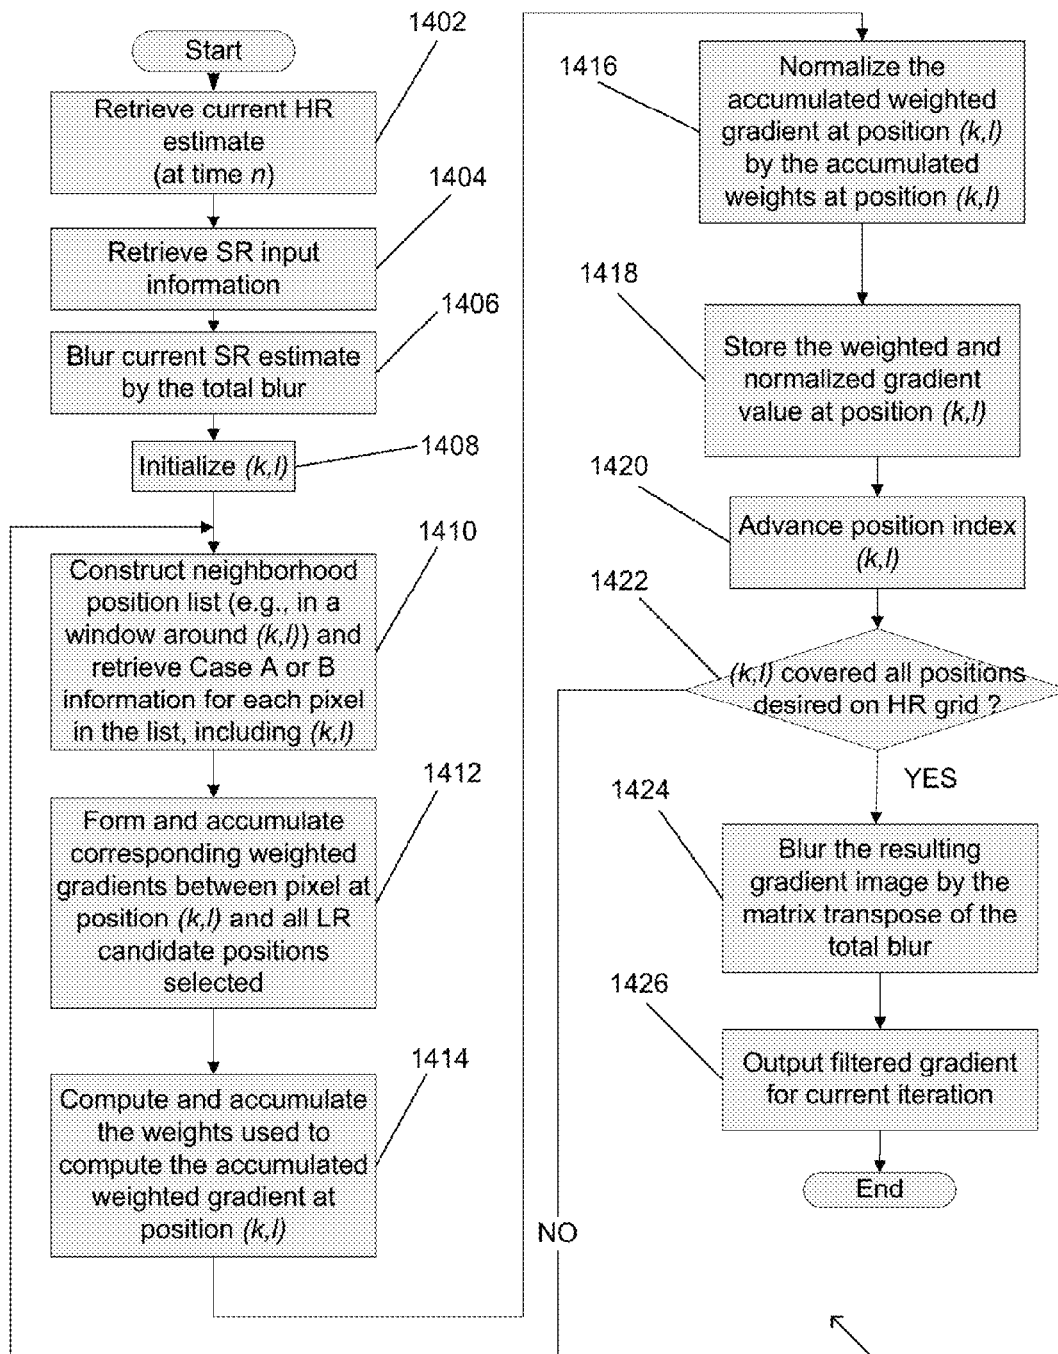 Start
1402
Retrieve current HR
estimate
(at time n)
1404
Retrieve SR input
information
1406
Blur current SR estimate
by the total blur
1408
Initialize (k,l)
1410
Construct neighborhood
position list (e.g., in a
window around (k,l)) and
retrieve Case A or B
information for each pixel
in the list, including (k,l)
1412
Form and accumulate
corresponding weighted
gradients between pixel at
position (k,l) and all LR
candidate positions
selected
1414
Compute and accumulate
the weights used to
compute the accumulated
weighted gradient at
position (k,l)
1416
Normalize the
accumulated weighted
gradient at position (k,l)
by the accumulated
weights at position (k,l)
1418
Store the weighted and
normalized gradient
value at position (k,l)
1420
Advance position index
(k,l)
1422
(k,l) covered all positions
desired on HR grid ?
YES
NO
1424
Blur the resulting
gradient image by the
matrix transpose of the
total blur
1426
Output filtered gradient
for current iteration
End